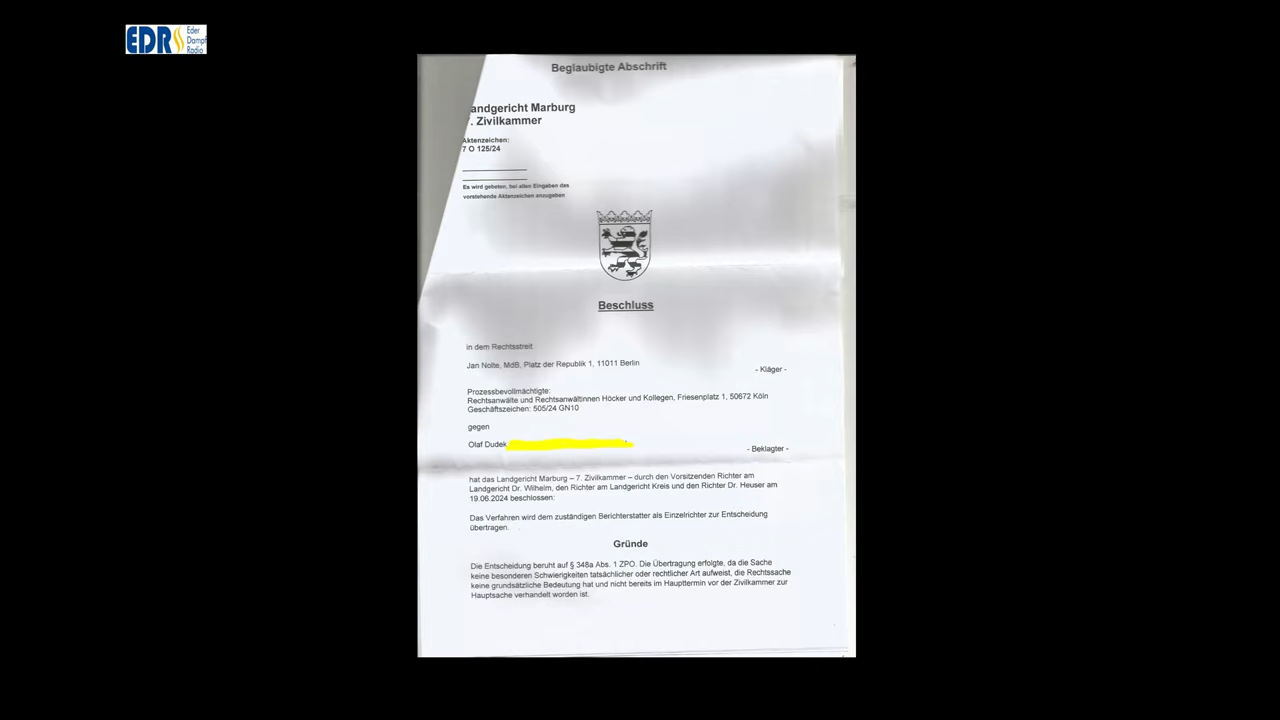 EDR Eder
Dampf
Radio
Beglaubigte Abschrift
andgericht Marburg
7. Zivilkammer
Aktenzeichen:
7 O 125/24
Es wird gebeten, bei allen Eingaben das
vorstehende Aktenzeichen anzugeben
Beschluss
in dem Rechtsstreit
Jan Nolte, MdB, Platz der Republik 1, 11011 Berlin
- Kläger -
Prozessbevollmächtigte:
Rechtsanwälte und Rechtsanwältinnen Höcker und Kollegen, Friesenplatz 1, 50672 Köln
Geschäftszeichen: 505/24 GN10
gegen
Olaf Dudek
- Beklagter -
hat das Landgericht Marburg – 7. Zivilkammer – durch den Vorsitzenden Richter am
Landgericht Dr. Wilhelm, den Richter am Landgericht Kreis und den Richter Dr. Heuser am
19.06.2024 beschlossen:
Das Verfahren wird dem zuständigen Berichterstatter als Einzelrichter zur Entscheidung
übertragen.
Gründe
Die Entscheidung beruht auf § 348a Abs. 1 ZPO. Die Übertragung erfolgte, da die Sache
keine besonderen Schwierigkeiten tatsächlicher oder rechtlicher Art aufweist, die Rechtssache
keine grundsätzliche Bedeutung hat und nicht bereits im Haupttermin vor der Zivilkammer zur
Hauptsache verhandelt worden ist.